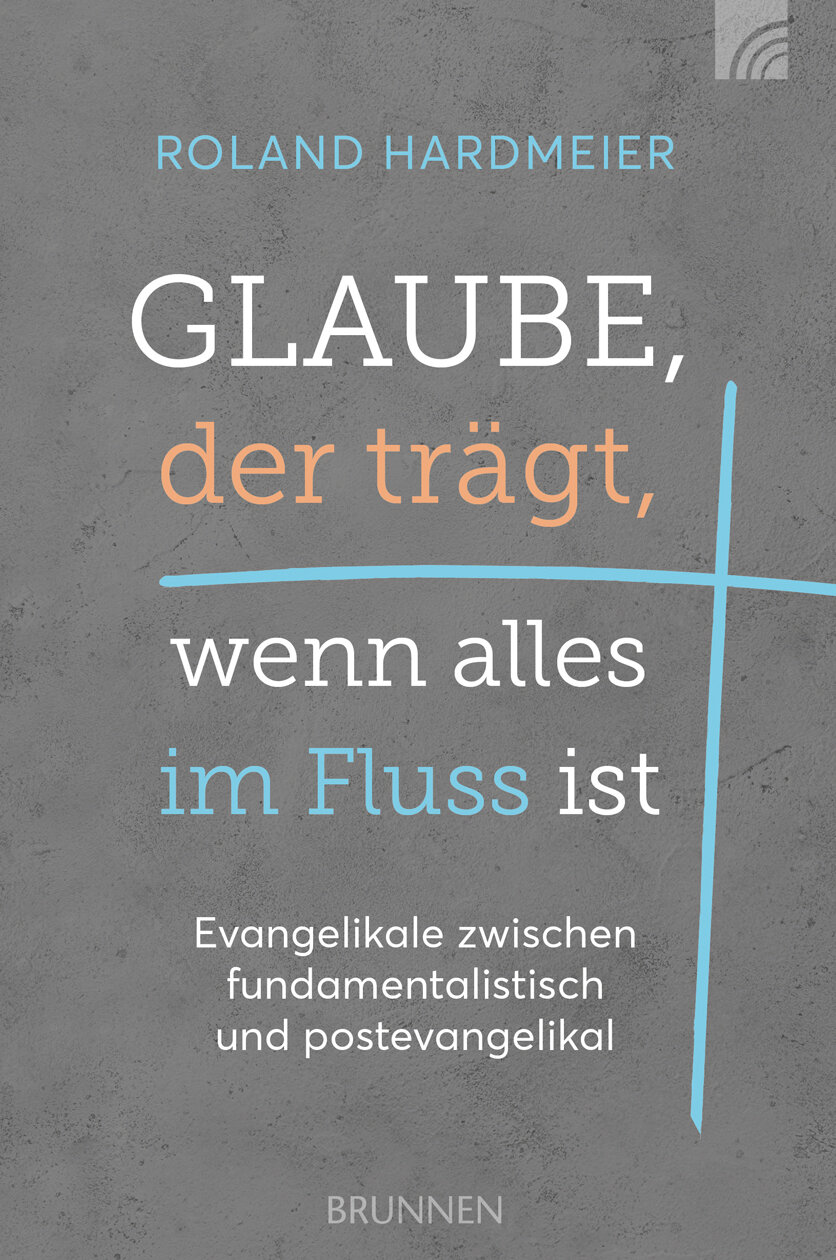 ROLAND HARDMEIER
GLAUBE,
der trägt,
wenn alles
im Fluss ist
Evangelikale zwischen
fundamentalistisch
und postevangelikal
BRUNNEN